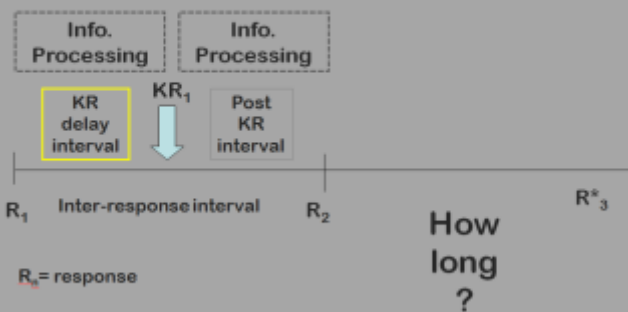 Info.
Processing
Info.
Processing
KR
delay
interval
KR1
Post
KR
interval
R1
Inter-response interval
R2
R*3
How
long
?
Rn= response